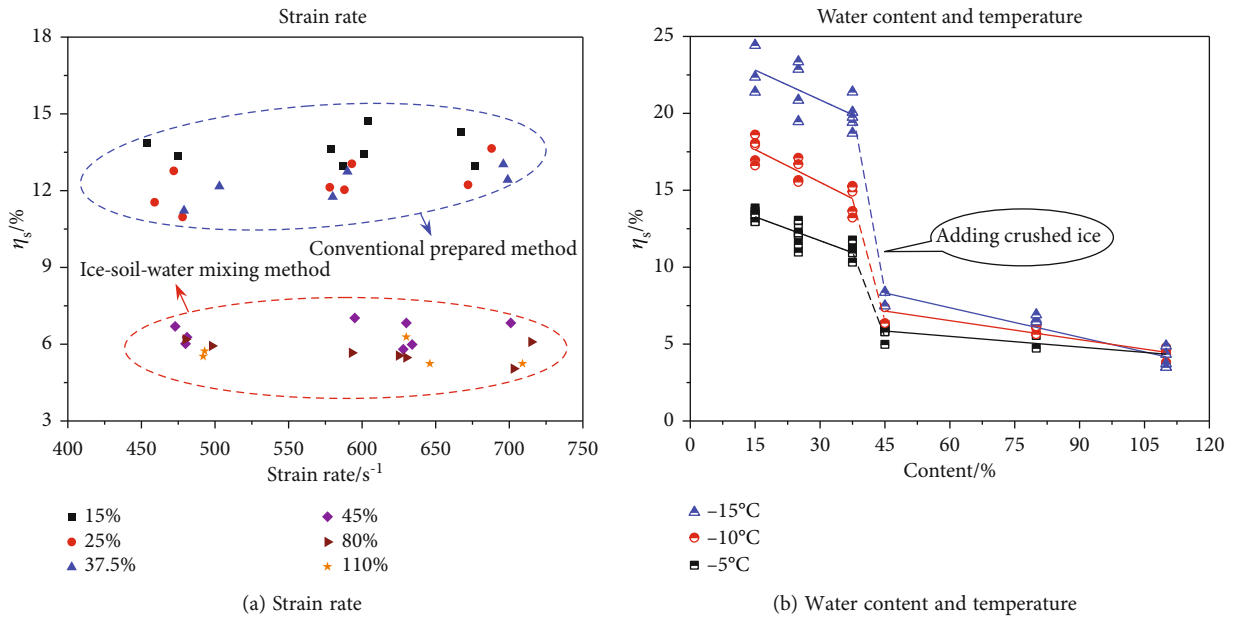 Strain rate
18
15
12
9
6
3
ηs/%
Conventional prepared method
Ice-soil-water mixing method
400 450 500 550 600 650 700 750
Strain rate/s⁻¹
15%
25%
37.5%
45%
80%
110%
(a) Strain rate
Water content and temperature
25
20
15
10
5
0
ηs/%
Adding crushed ice
0 15 30 45 60 75 90 105 120
Content/%
–15°C
–10°C
–5°C
(b) Water content and temperature